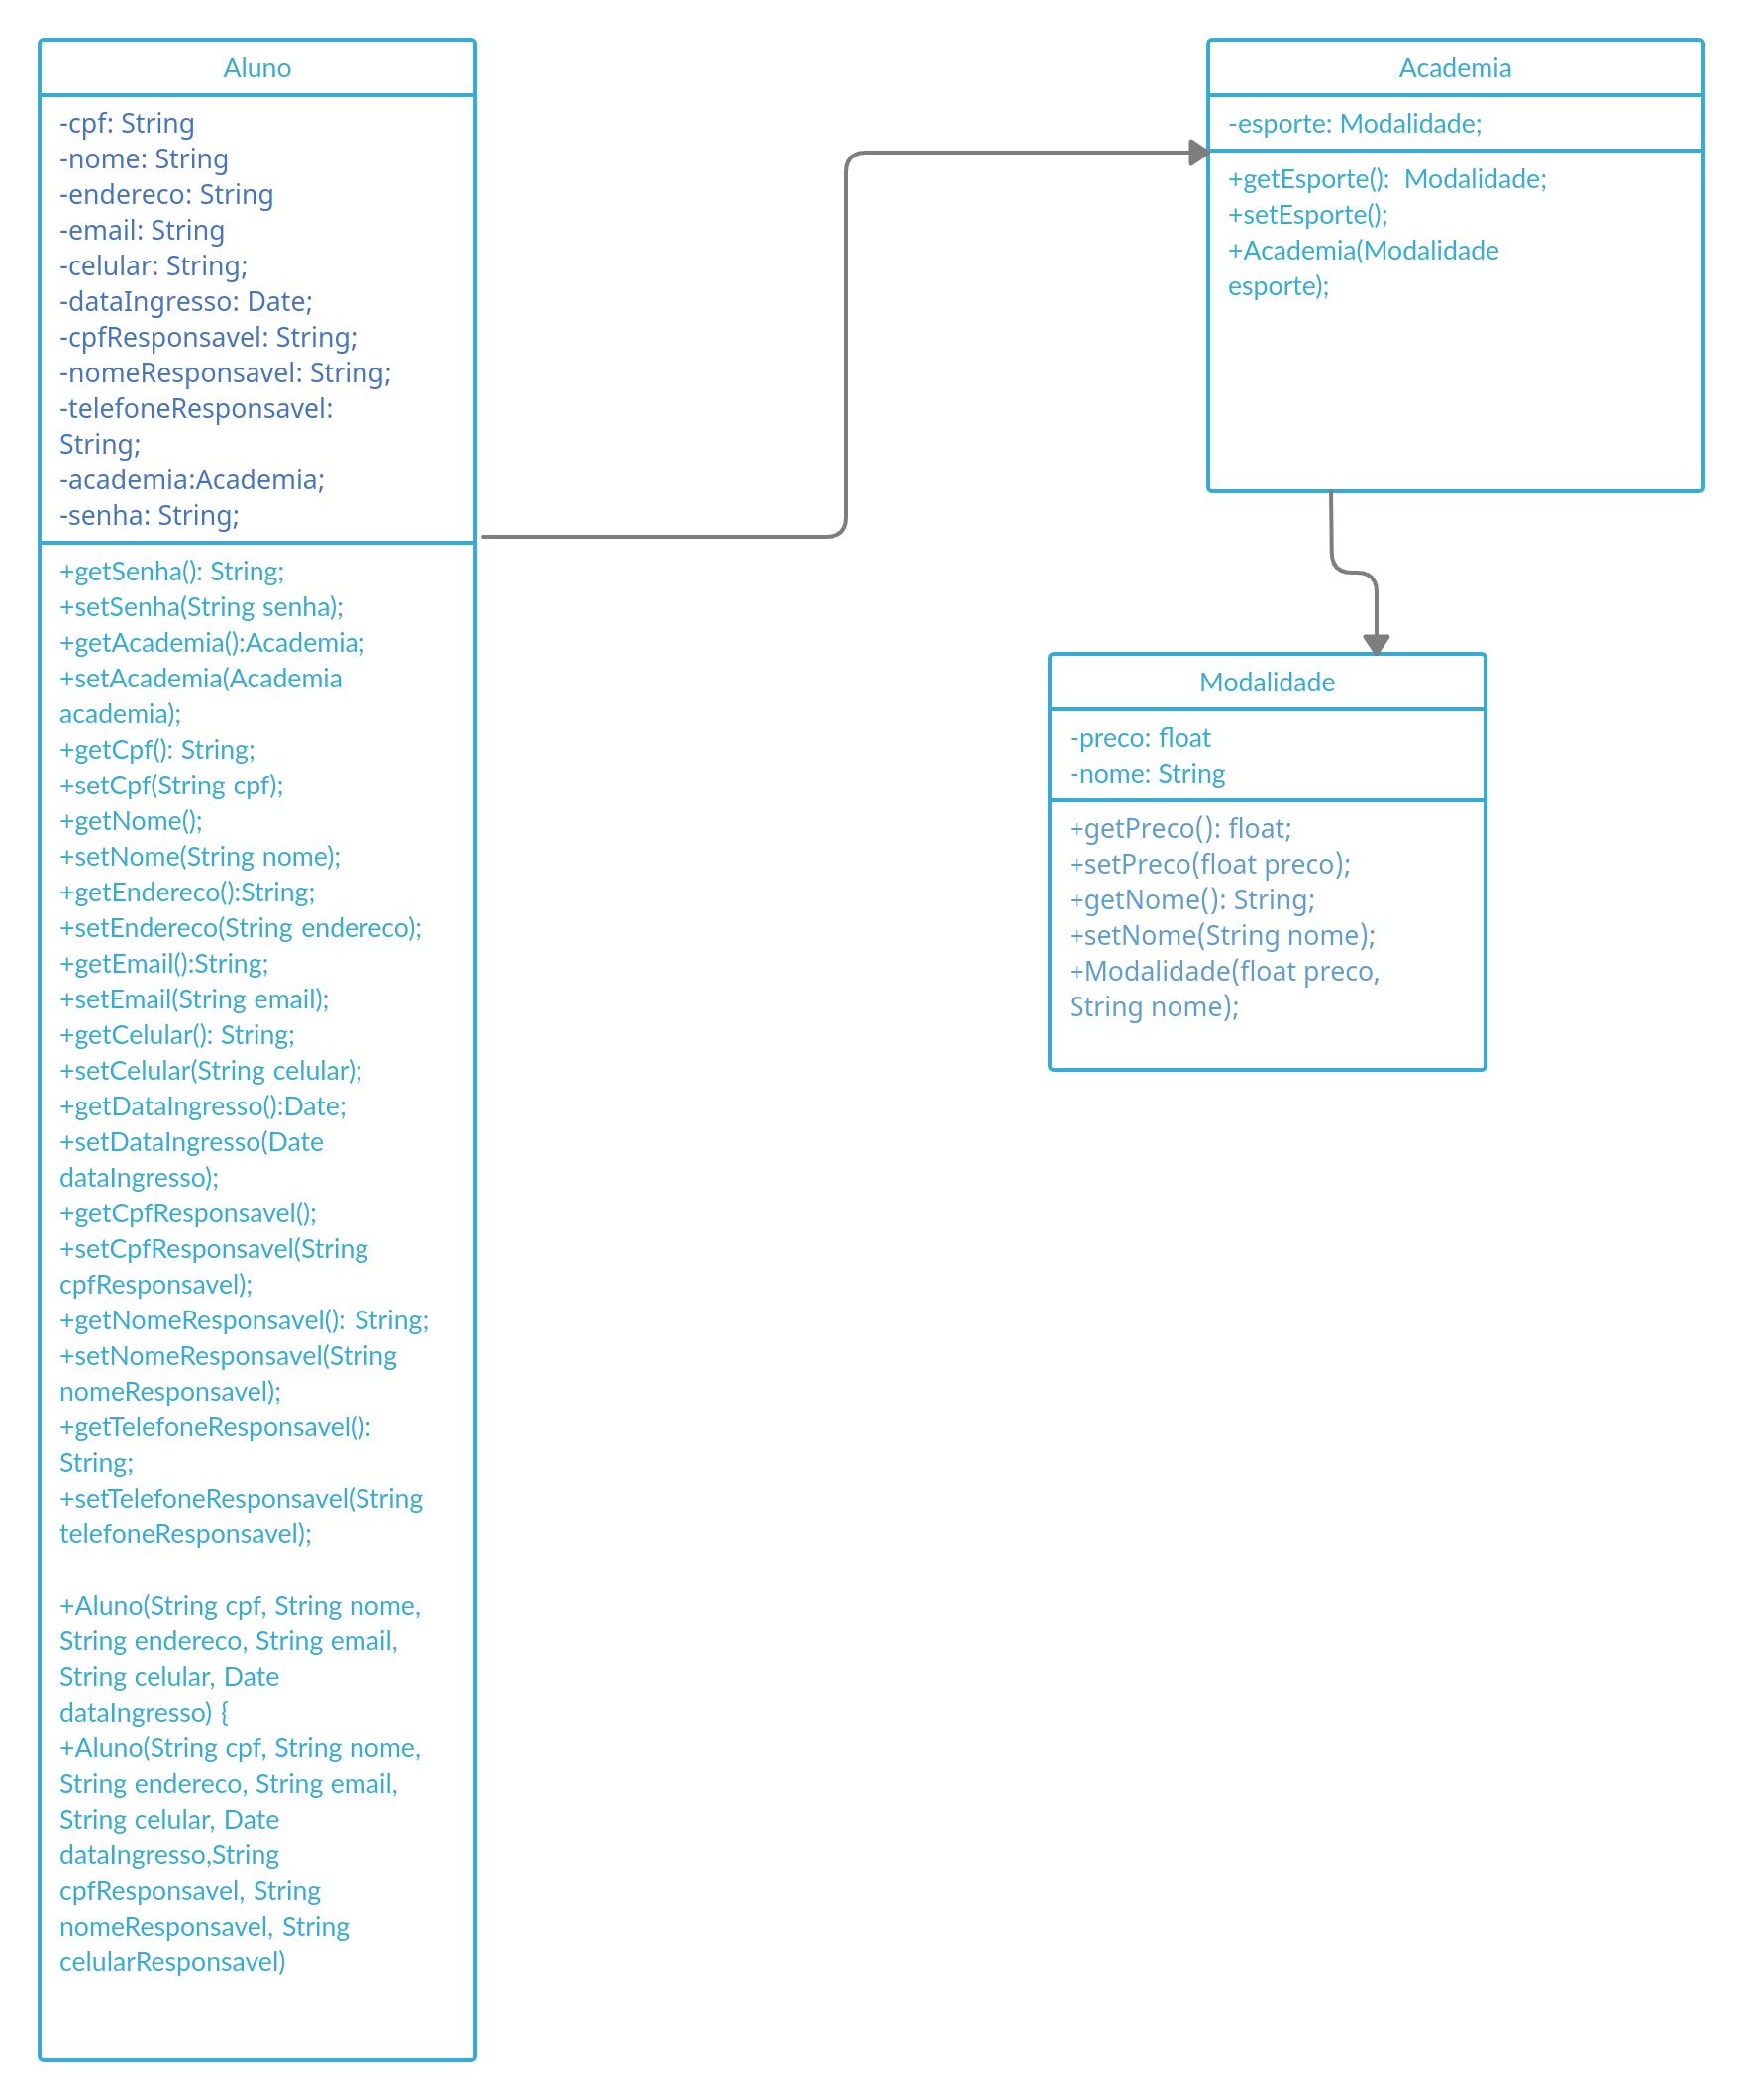 Aluno
-cpf: String
-nome: String
-endereco: String
-email: String
-celular: String;
-dataIngresso: Date;
-cpfResponsavel: String;
-nomeResponsavel: String;
-telefoneResponsavel:
String;
-academia:Academia;
-senha: String;
+getSenha(): String;
+setSenha(String senha);
+getAcademia():Academia;
+setAcademia(Academia
academia);
+getCpf(): String;
+setCpf(String cpf);
+getNome();
+setNome(String nome);
+getEndereco():String;
+setEndereco(String endereco);
+getEmail():String;
+setEmail(String email);
+getCelular(): String;
+setCelular(String celular);
+getDataIngresso():Date;
+setDataIngresso(Date
dataIngresso);
+getCpfResponsavel();
+setCpfResponsavel(String
cpfResponsavel);
+getNomeResponsavel(): String;
+setNomeResponsavel(String
nomeResponsavel);
+getTelefoneResponsavel():
String;
+setTelefoneResponsavel(String
telefoneResponsavel);
+Aluno(String cpf, String nome,
String endereco, String email,
String celular, Date
dataIngresso) {
+Aluno(String cpf, String nome,
String endereco, String email,
String celular, Date
dataIngresso,String
cpfResponsavel, String
nomeResponsavel, String
celularResponsavel)
Academia
-esporte: Modalidade;
+getEsporte():  Modalidade;
+setEsporte();
+Academia(Modalidade
esporte);
Modalidade
-preco: float
-nome: String
+getPreco(): float;
+setPreco(float preco);
+getNome(): String;
+setNome(String nome);
+Modalidade(float preco,
String nome);